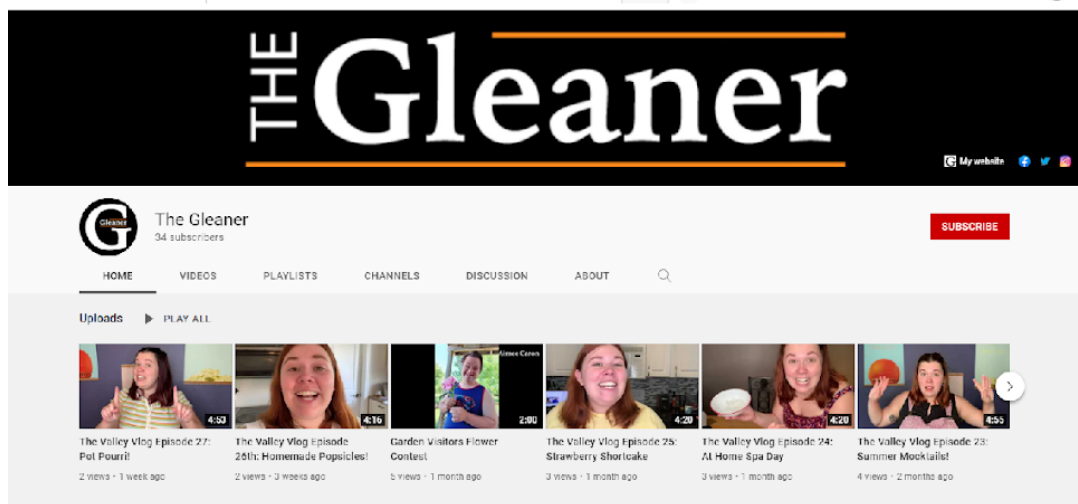 THE Gleaner
My website
Gleaner
G
The Gleaner
34 subscribers
SUBSCRIBE
HOME VIDEOS PLAYLISTS CHANNELS DISCUSSION ABOUT
Uploads PLAY ALL
Aimee Caron
4:53 4:16 2:00 4:20 4:20 4:55
The Valley Vlog Episode 27: The Valley Vlog Episode Garden Visitors Flower The Valley Vlog Episode 25: The Valley Vlog Episode 24: The Valley Vlog Episode 23:
Pot Pourri! 26th: Homemade Popsicles! Contest Strawberry Shortcake At Home Spa Day Summer Mocktails!
2 views • 1 week ago 2 views • 3 weeks ago 5 views • 1 month ago 3 views • 1 month ago 3 views • 1 month ago 4 views • 2 months ago